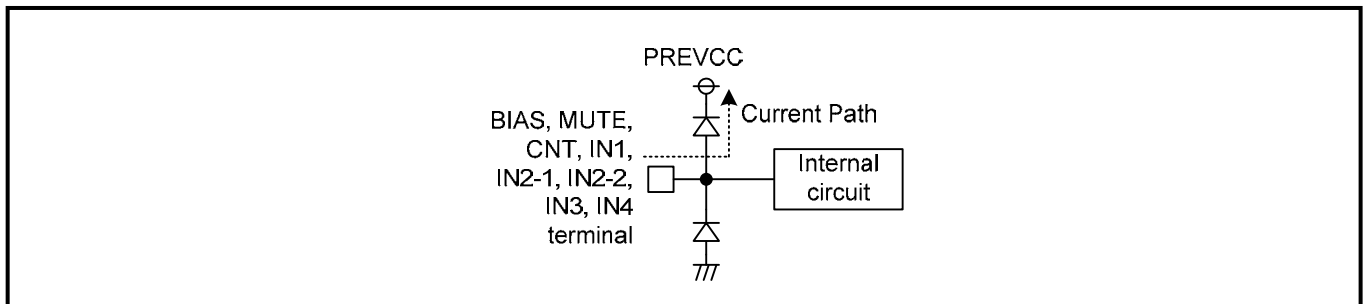 PREVCC
Current Path
BIAS, MUTE,
CNT, IN1,
IN2-1, IN2-2,
IN3, IN4
terminal
Internal
circuit